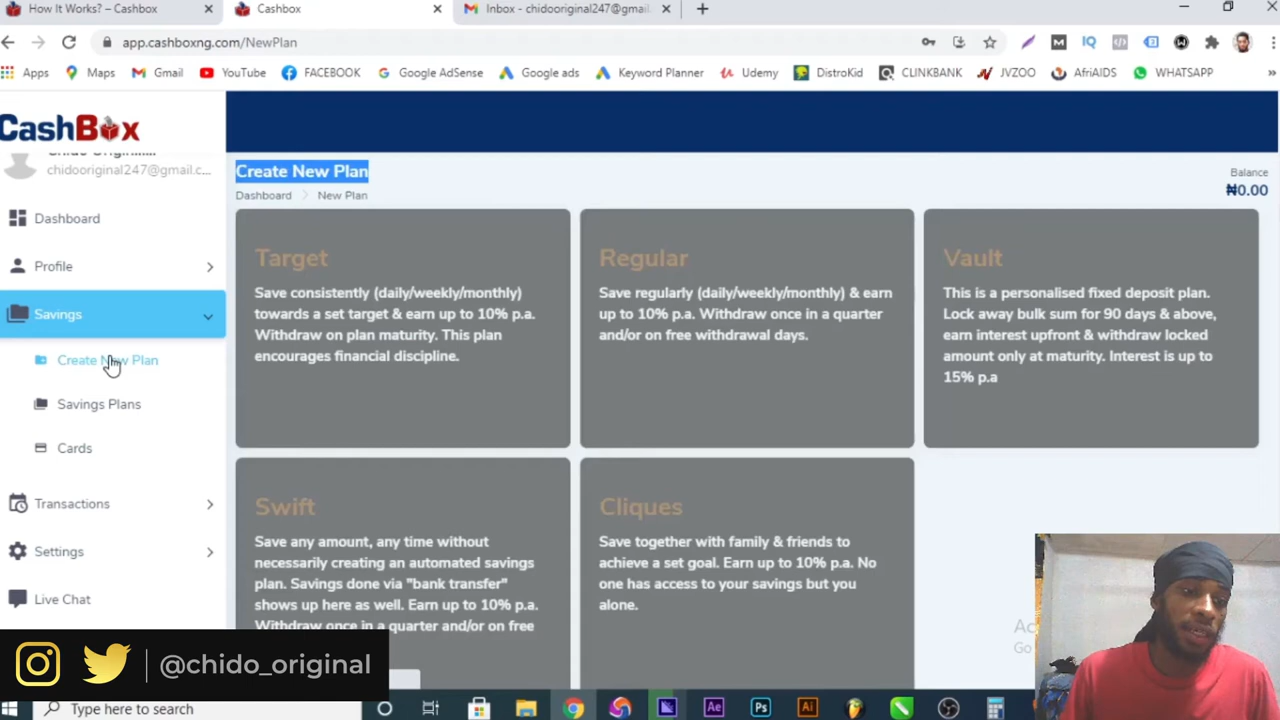 How It Works? – Cashbox
Cashbox
Inbox - chidooriginal247@gmail.
app.cashboxng.com/NewPlan
Apps
Maps
Gmail
YouTube
FACEBOOK
Google AdSense
Google ads
Keyword Planner
Udemy
DistroKid
CLINKBANK
JVZOO
AfriAIDS
WHATSAPP
CashBox
chidooriginal247@gmail.c...
Dashboard
Profile
Savings
Create New Plan
Savings Plans
Cards
Transactions
Settings
Live Chat
Create New Plan
Dashboard
New Plan
Balance
₦0.00
Target
Save consistently (daily/weekly/monthly)
towards a set target & earn up to 10% p.a.
Withdraw on plan maturity. This plan
encourages financial discipline.
Regular
Save regularly (daily/weekly/monthly) & earn
up to 10% p.a. Withdraw once in a quarter
and/or on free withdrawal days.
Vault
This is a personalised fixed deposit plan.
Lock away bulk sum for 90 days & above,
earn interest upfront & withdraw locked
amount only at maturity. Interest is up to
15% p.a
Swift
Save any amount, any time without
necessarily creating an automated savings
plan. Savings done via "bank transfer"
shows up here as well. Earn up to 10% p.a.
Withdraw once in a quarter and/or on free
Cliques
Save together with family & friends to
achieve a set goal. Earn up to 10% p.a. No
one has access to your savings but you
alone.
Go
@chido_original
Type here to search
Ae
Ps
Ai